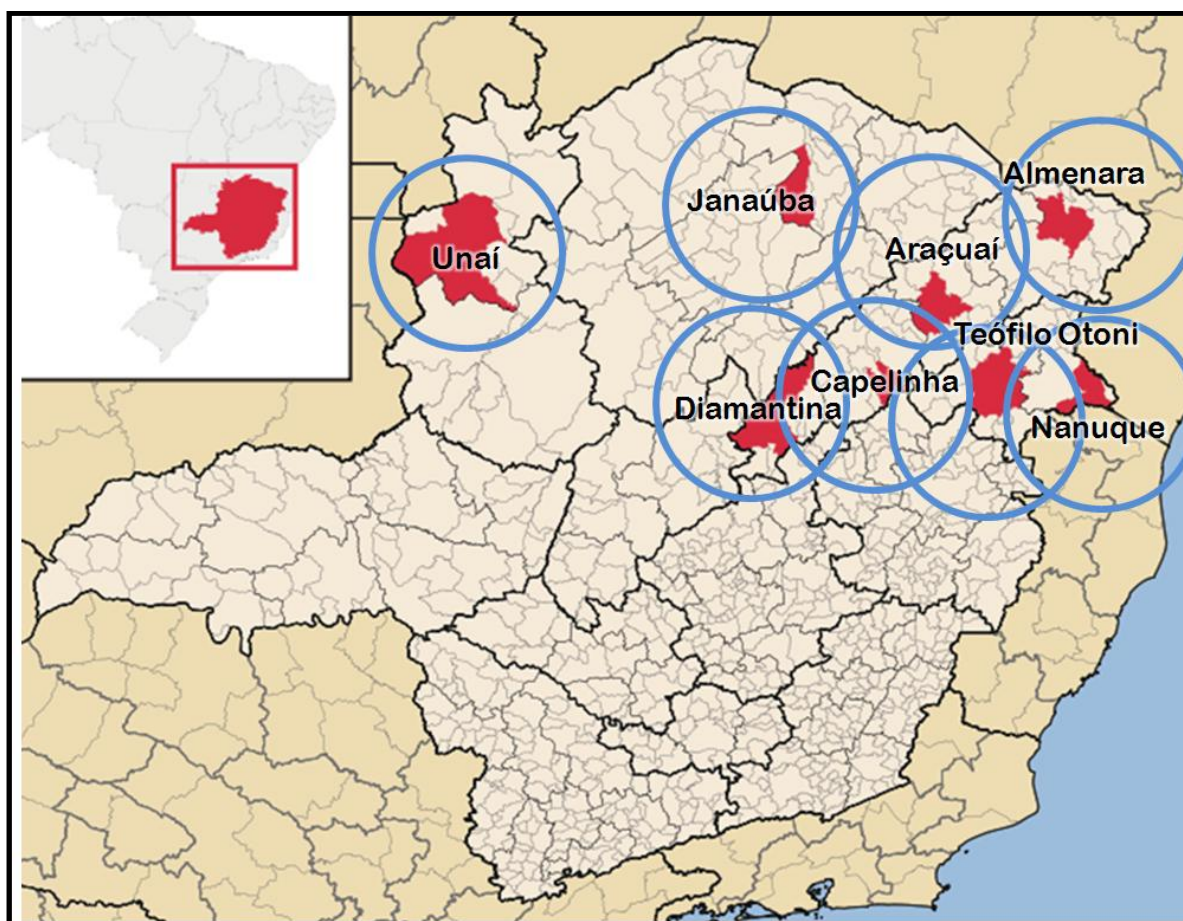 Almenara
Janaúba
Araçuaí
Unaí
Teófilo Otoni
Capelinha
Diamantina
Nanuque